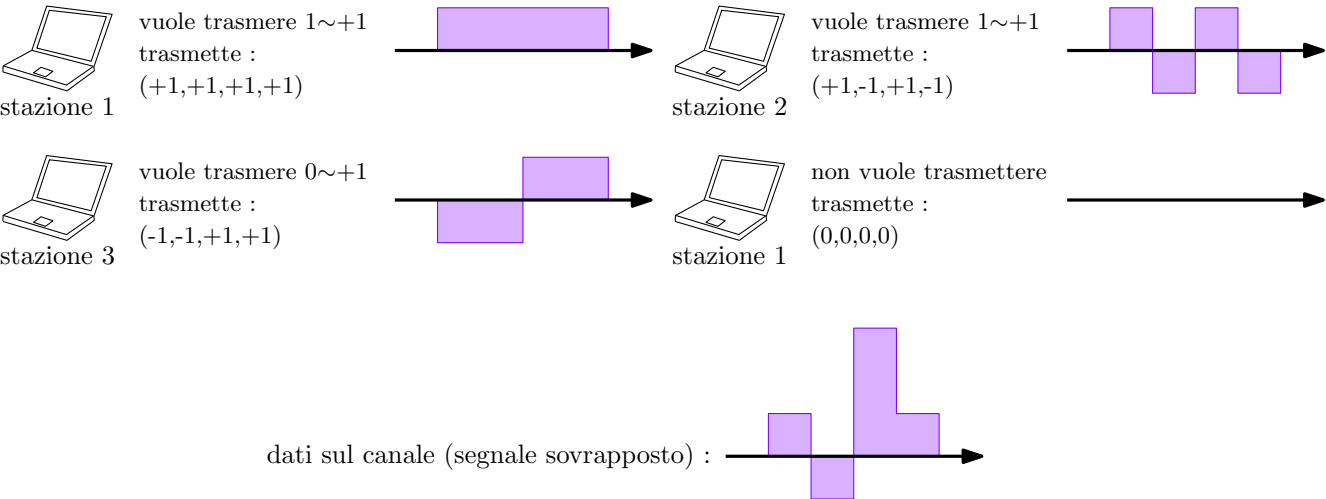 vuole trasmere 1∼+1
trasmette :
(+1,+1,+1,+1)
stazione 1
vuole trasmere 1∼+1
trasmette :
(+1,-1,+1,-1)
stazione 2
vuole trasmere 0∼+1
trasmette :
(-1,-1,+1,+1)
stazione 3
non vuole trasmettere
trasmette :
(0,0,0,0)
stazione 1
dati sul canale (segnale sovrapposto) :